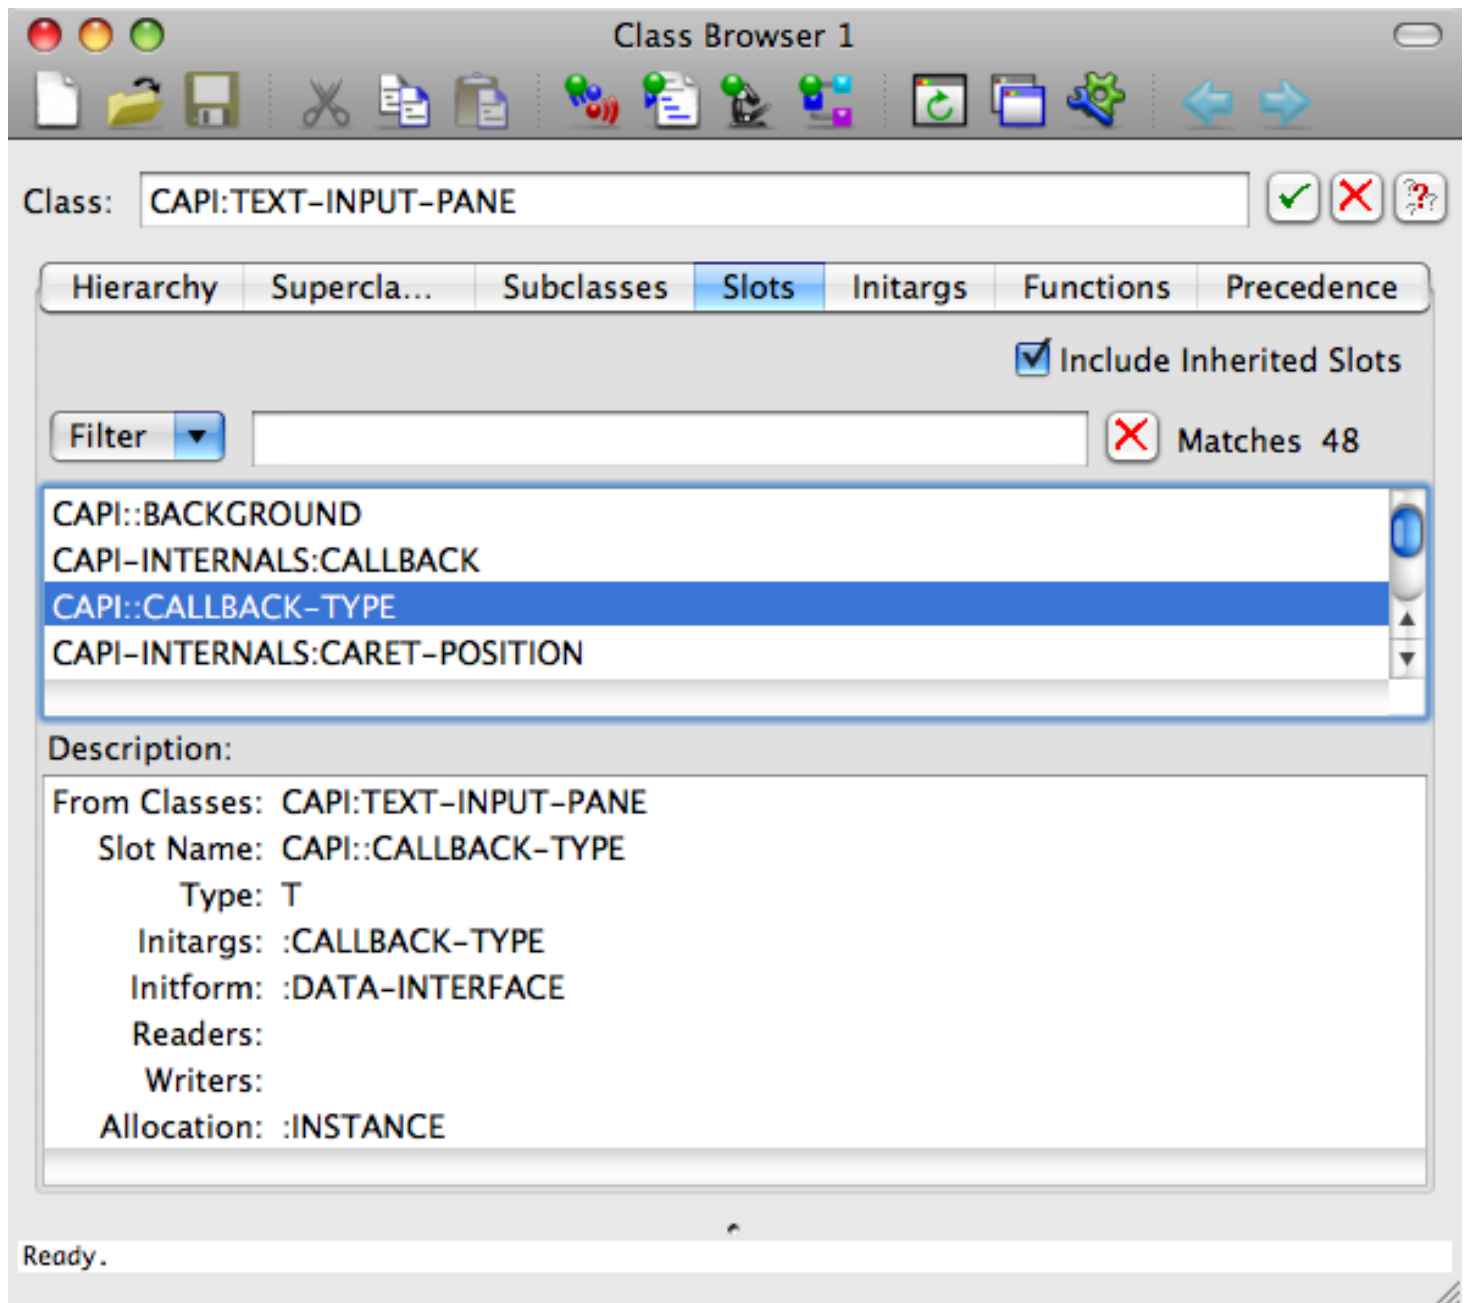 Class Browser 1
Class: CAPI:TEXT-INPUT-PANE
Hierarchy Supercla... Subclasses Slots Initargs Functions Precedence
Include Inherited Slots
Filter Matches 48
CAPI::BACKGROUND
CAPI-INTERNALS:CALLBACK
CAPI::CALLBACK-TYPE
CAPI-INTERNALS:CARET-POSITION
Description:
From Classes: CAPI:TEXT-INPUT-PANE
Slot Name: CAPI::CALLBACK-TYPE
Type: T
Initargs: :CALLBACK-TYPE
Initform: :DATA-INTERFACE
Readers:
Writers:
Allocation: :INSTANCE
Ready.